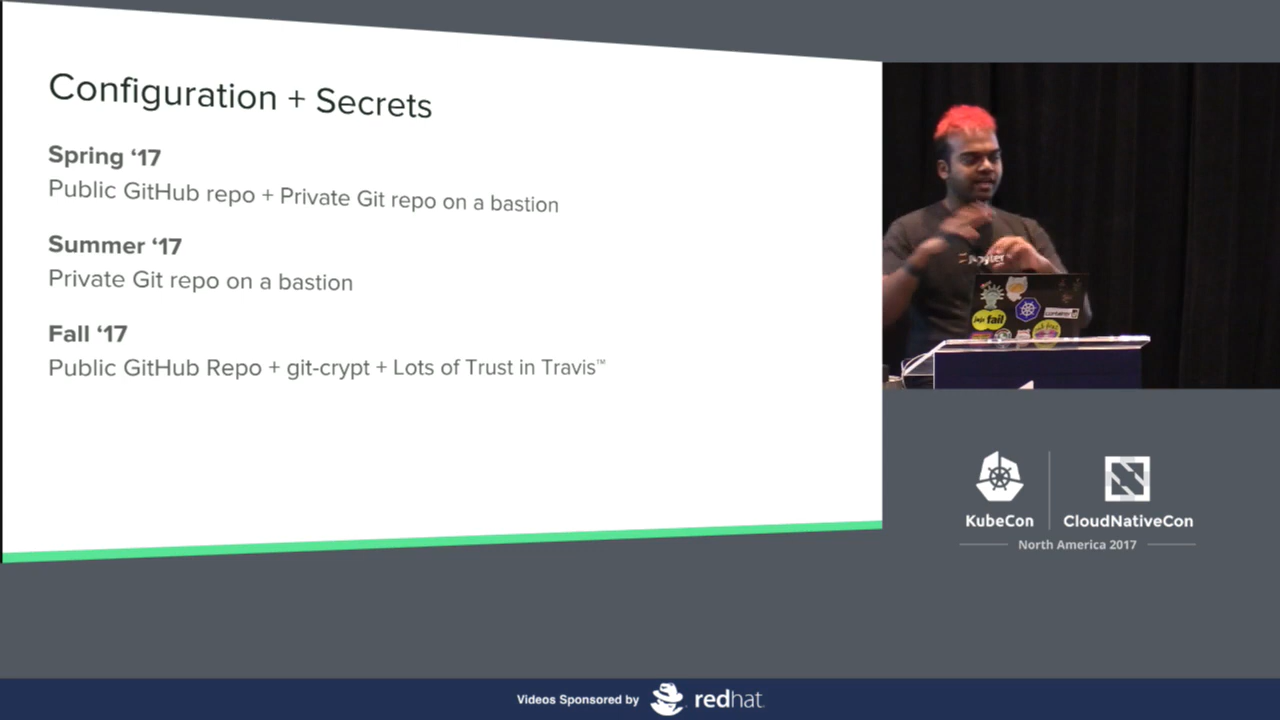 Configuration + Secrets
Spring ‘17
Public GitHub repo + Private Git repo on a bastion
Summer ‘17
Private Git repo on a bastion
Fall ‘17
Public GitHub Repo + git-crypt + Lots of Trust in Travis™
fail
KubeCon
CloudNativeCon
North America 2017
Videos Sponsored by
redhat